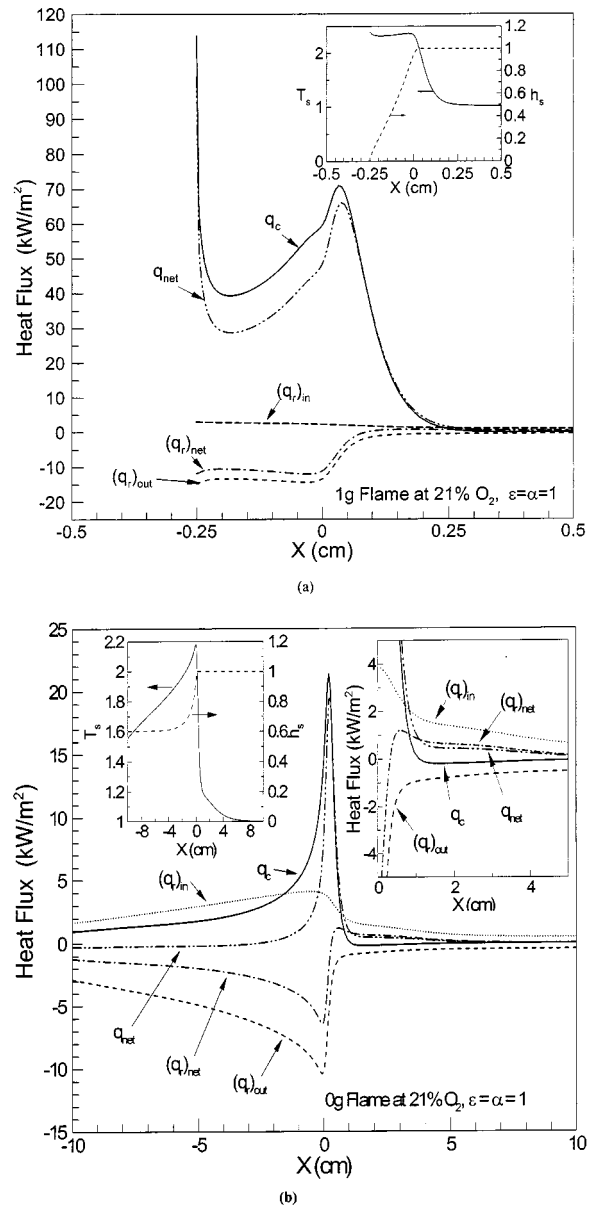 120
110
100
90
80
70
60
50
40
30
20
10
0
-10
-20
Heat Flux (kW/m²)
2
1
0
T_s
1.2
1
0.8
0.6
0.4
0.2
0
h_s
-0.5 -0.25 0 0.25 0.5
X (cm)
q_c
q_net
(q_r)_in
(q_r)_net
(q_r)_out
1g Flame at 21% O₂, ε=α=1
-0.5 -0.25 0 0.25 0.5
X (cm)
(a)
25
20
15
10
5
0
-5
-10
-15
Heat Flux (kW/m²)
2.2
2
1.8
1.6
1.4
1.2
1
T_s
1.2
1
0.8
0.6
0.4
0.2
0
h_s
-10 -5 0 5
X (cm)
4
2
0
-2
-4
Heat Flux (kW/m²)
(q_r)_in
(q_r)_net
q_c
q_net
(q_r)_out
0 1 2 3 4 5
X (cm)
q_c
(q_r)_in
q_net
(q_r)_net
(q_r)_out
0g Flame at 21% O₂, ε=α=1
-10 -5 0 5 10
X (cm)
(b)